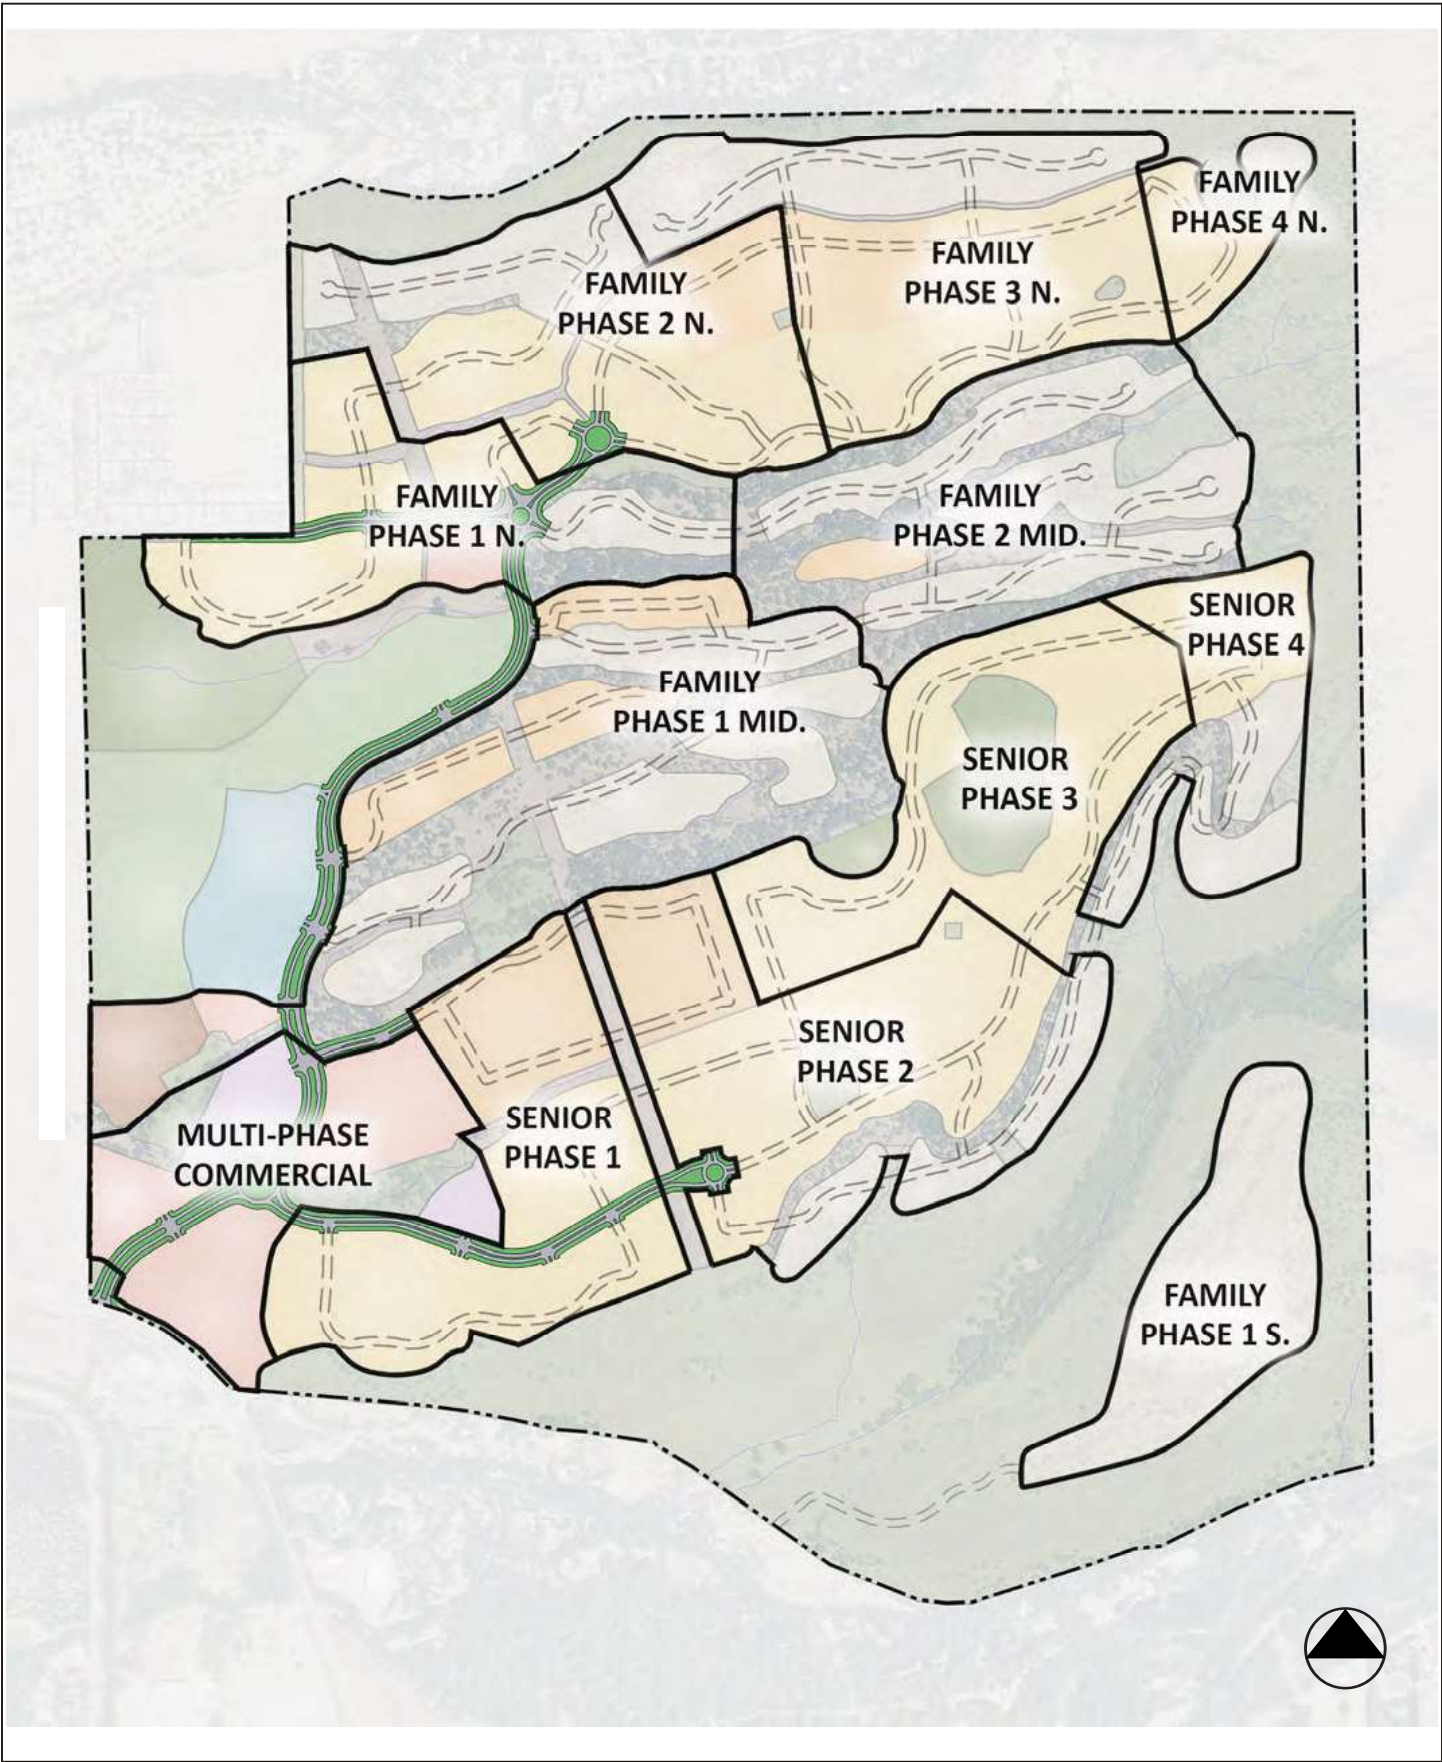 FAMILY
PHASE 4 N.
FAMILY
PHASE 3 N.
FAMILY
PHASE 2 N.
FAMILY
PHASE 1 N.
FAMILY
PHASE 2 MID.
SENIOR
PHASE 4
FAMILY
PHASE 1 MID.
SENIOR
PHASE 3
SENIOR
PHASE 2
SENIOR
PHASE 1
MULTI-PHASE
COMMERCIAL
FAMILY
PHASE 1 S.